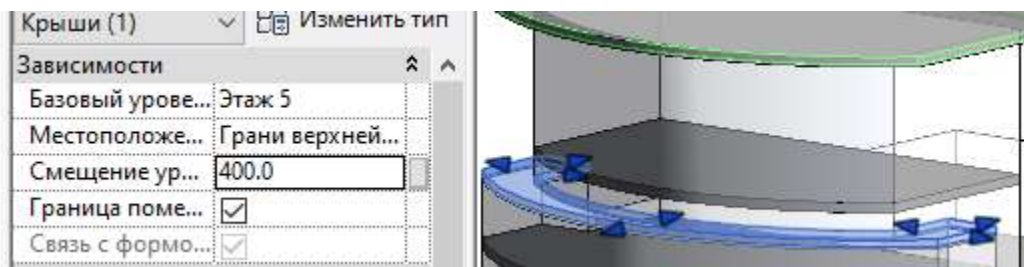 Крыши (1) Изменить тип
Зависимости
Базовый урове... Этаж 5
Местоположе... Грани верхней...
Смещение ур... 400.0
Граница поме...
Связь с формо...